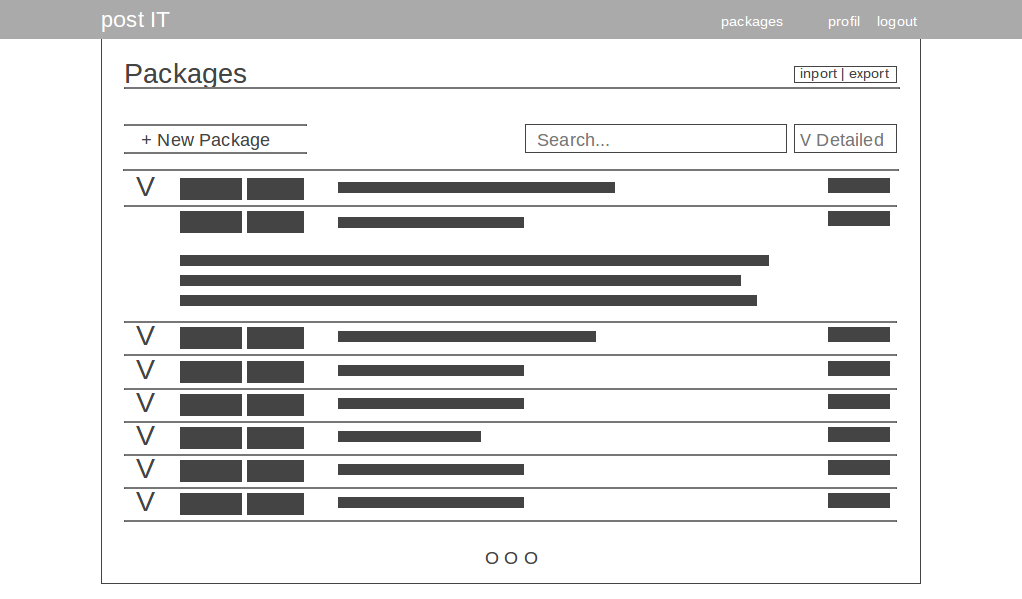 post IT
packages profil logout
Packages
inport | export
+ New Package
Search...
V Detailed
V
V
V
V
V
V
V
O O O